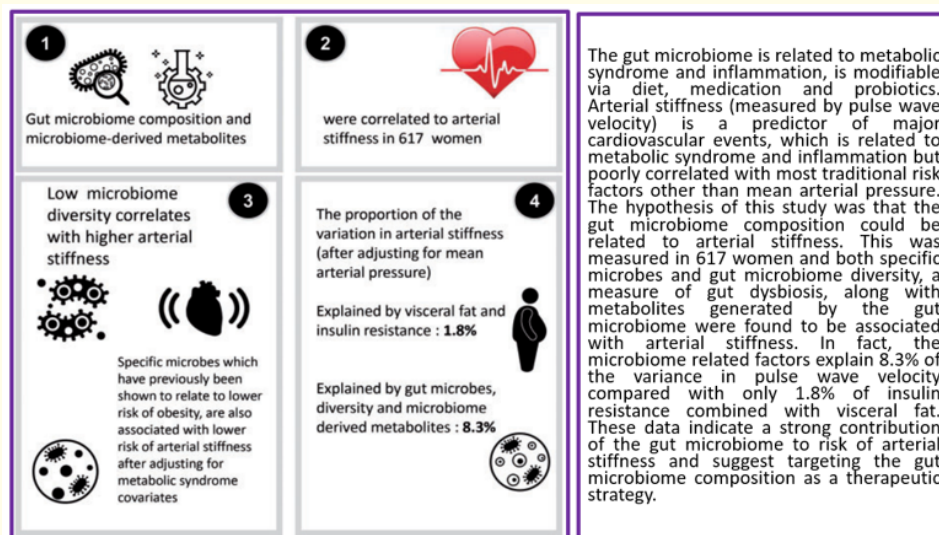 1
Gut microbiome composition and
microbiome-derived metabolites
2
were correlated to arterial
stiffness in 617 women
3
Low microbiome
diversity correlates
with higher arterial
stiffness
Specific microbes which
have previously been
shown to relate to lower
risk of obesity, are also
associated with lower
risk of arterial stiffness
after adjusting for
metabolic syndrome
covariates
4
The proportion of the
variation in arterial stiffness
(after adjusting for mean
arterial pressure)
Explained by visceral fat and
insulin resistance : 1.8%
Explained by gut microbes,
diversity and microbiome
derived metabolites : 8.3%
The gut microbiome is related to metabolic
syndrome and inflammation, is modifiable
via diet, medication and probiotics.
Arterial stiffness (measured by pulse wave
velocity) is a predictor of major
cardiovascular events, which is related to
metabolic syndrome and inflammation but
poorly correlated with most traditional risk
factors other than mean arterial pressure.
The hypothesis of this study was that the
gut microbiome composition could be
related to arterial stiffness. This was
measured in 617 women and both specific
microbes and gut microbiome diversity, a
measure of gut dysbiosis, along with
metabolites generated by the gut
microbiome were found to be associated
with arterial stiffness. In fact, the
microbiome related factors explain 8.3% of
the variance in pulse wave velocity
compared with only 1.8% of insulin
resistance combined with visceral fat.
These data indicate a strong contribution
of the gut microbiome to risk of arterial
stiffness and suggest targeting the gut
microbiome composition as a therapeutic
strategy.